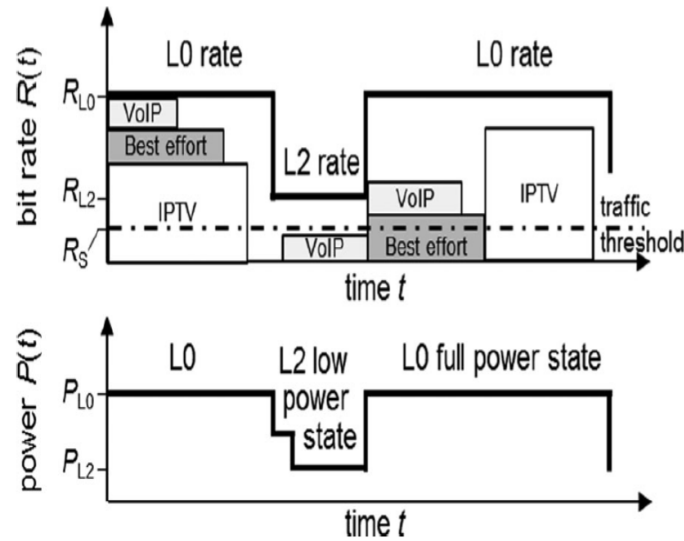 L0 rate
L0 rate
bit rate R(t)
R_L0
VoIP
Best effort
L2 rate
R_L2
IPTV
VoIP
IPTV
traffic
threshold
R_S
VoIP
Best effort
time t
power P(t)
L0
L2 low
power
state
L0 full power state
P_L0
P_L2
time t